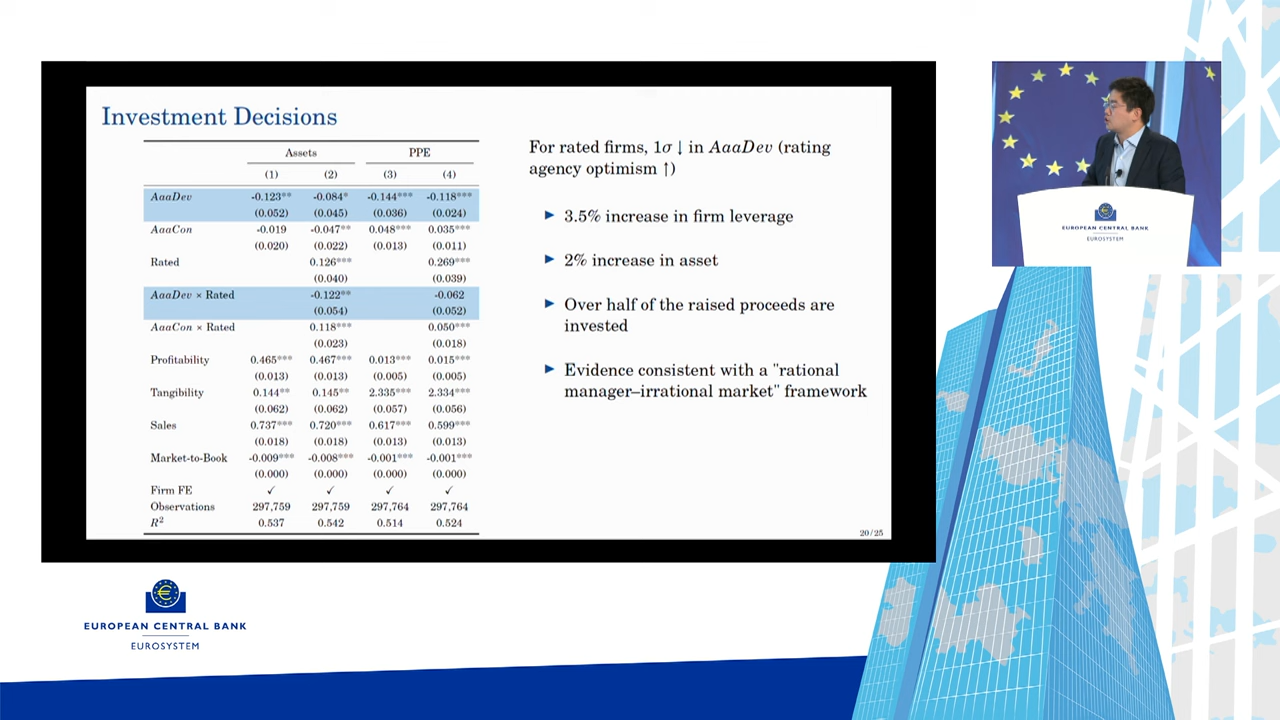 Investment Decisions
Assets PPE
(1) (2) (3) (4)
AaaDev -0.123** -0.084* -0.144*** -0.118***
(0.052) (0.045) (0.036) (0.024)
AaaCon -0.019 -0.047** 0.048*** 0.035***
(0.020) (0.022) (0.013) (0.011)
Rated 0.126*** 0.269***
(0.040) (0.039)
AaaDev × Rated -0.122** -0.062
(0.054) (0.052)
AaaCon × Rated 0.118*** 0.050***
(0.023) (0.018)
Profitability 0.465*** 0.467*** 0.013*** 0.015***
(0.013) (0.013) (0.005) (0.005)
Tangibility 0.144** 0.145** 2.335*** 2.334***
(0.062) (0.062) (0.057) (0.056)
Sales 0.737*** 0.720*** 0.617*** 0.599***
(0.018) (0.018) (0.013) (0.013)
Market-to-Book -0.009*** -0.008*** -0.001*** -0.001***
(0.000) (0.000) (0.000) (0.000)
Firm FE ✓ ✓ ✓ ✓
Observations 297,759 297,759 297,764 297,764
R² 0.537 0.542 0.514 0.524
For rated firms, 1σ ↓ in AaaDev (rating
agency optimism ↑)
▶ 3.5% increase in firm leverage
▶ 2% increase in asset
▶ Over half of the raised proceeds are
invested
▶ Evidence consistent with a "rational
manager–irrational market" framework
20/25
EUROPEAN CENTRAL BANK
EUROSYSTEM
EUROPEAN CENTRAL BANK
EUROSYSTEM